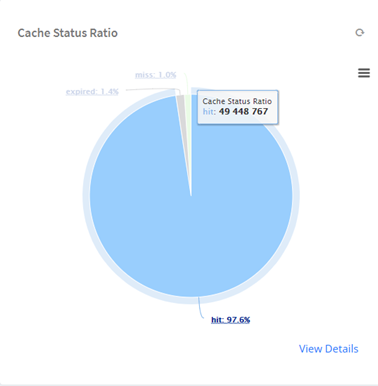 Cache Status Ratio
miss: 1.0%
expired: 1.4%
Cache Status Ratio
hit: 49 448 767
hit: 97.6%
View Details